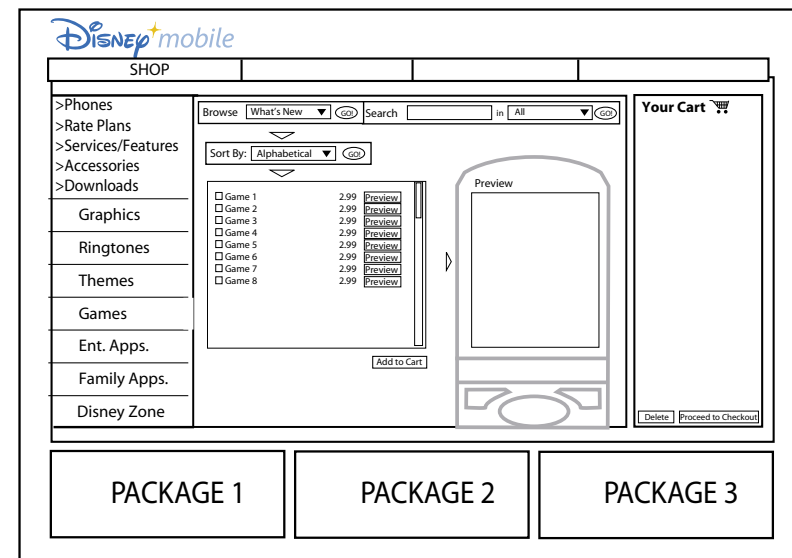 Disney mobile
SHOP
>Phones
>Rate Plans
>Services/Features
>Accessories
>Downloads
Graphics
Ringtones
Themes
Games
Ent. Apps.
Family Apps.
Disney Zone
Browse What's New GO! Search in All GO!
Sort By: Alphabetical GO!
Game 1 2.99 Preview
Game 2 2.99 Preview
Game 3 2.99 Preview
Game 4 2.99 Preview
Game 5 2.99 Preview
Game 6 2.99 Preview
Game 7 2.99 Preview
Game 8 2.99 Preview
Add to Cart
Preview
Your Cart
Delete Proceed to Checkout
PACKAGE 1 PACKAGE 2 PACKAGE 3